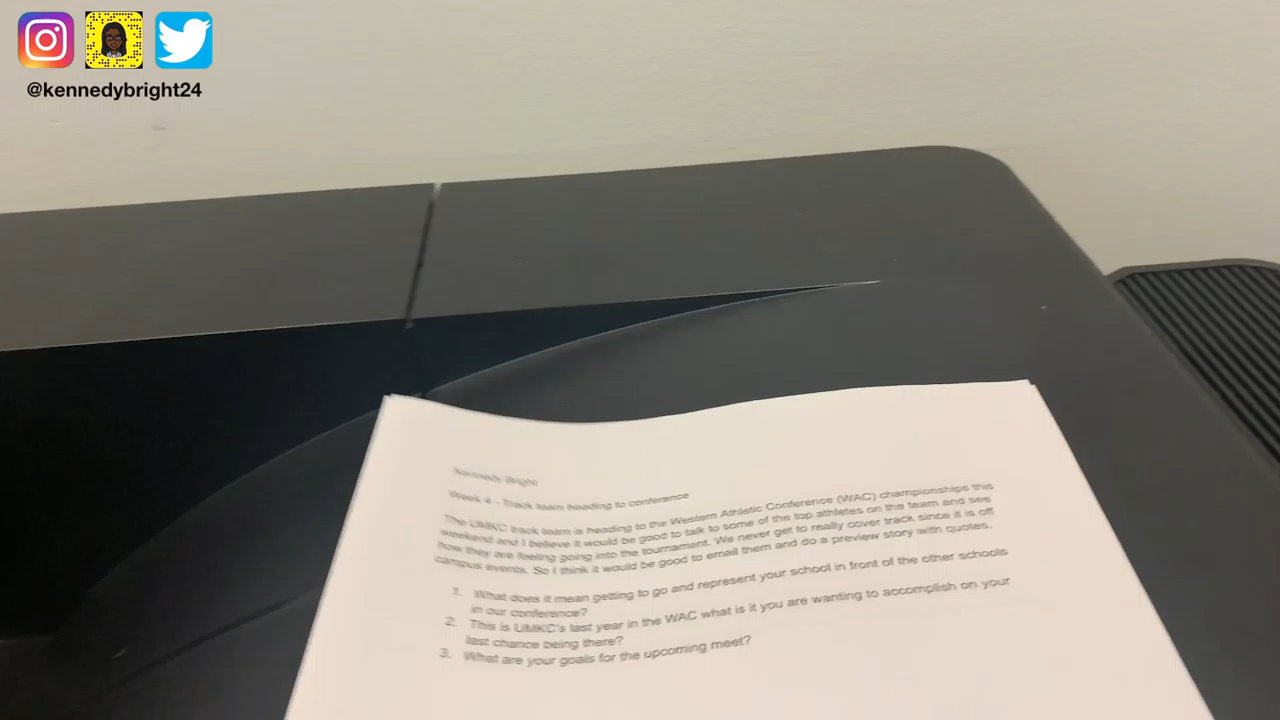 @kennedybright24
Kennedy Bright
Week 4 - Track team heading to conference
The UMKC track team is heading to the Western Athletic Conference (WAC) championships this
weekend and I believe it would be good to talk to some of the top athletes on the team and see
how they are feeling going into the tournament. We never get to really cover track since it is off
campus events. So I think it would be good to email them and do a preview story with quotes.
1. What does it mean getting to go and represent your school in front of the other schools
in our conference?
2. This is UMKC's last year in the WAC what is it you are wanting to accomplish on your
last chance being there?
3. What are your goals for the upcoming meet?